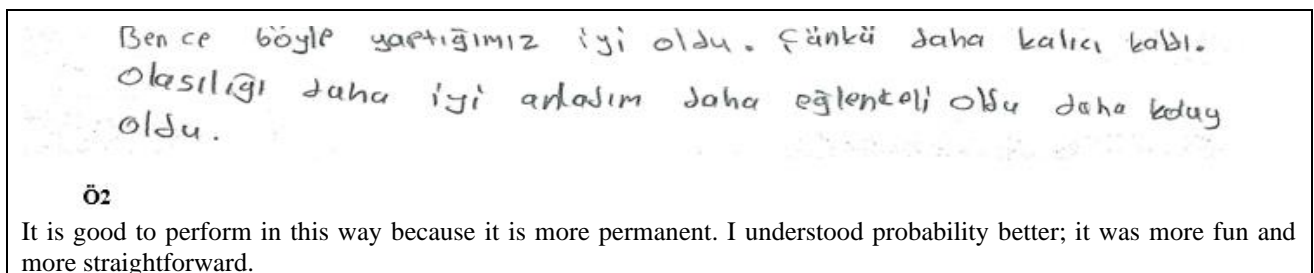 Ben ce böyle yaptığımız iyi oldu. Çünkü daha kalıcı kaldı.
Olasılığı daha iyi anladım daha eğlenceli oldu daha kolay
oldu.
Ö2
It is good to perform in this way because it is more permanent. I understood probability better; it was more fun and
more straightforward.